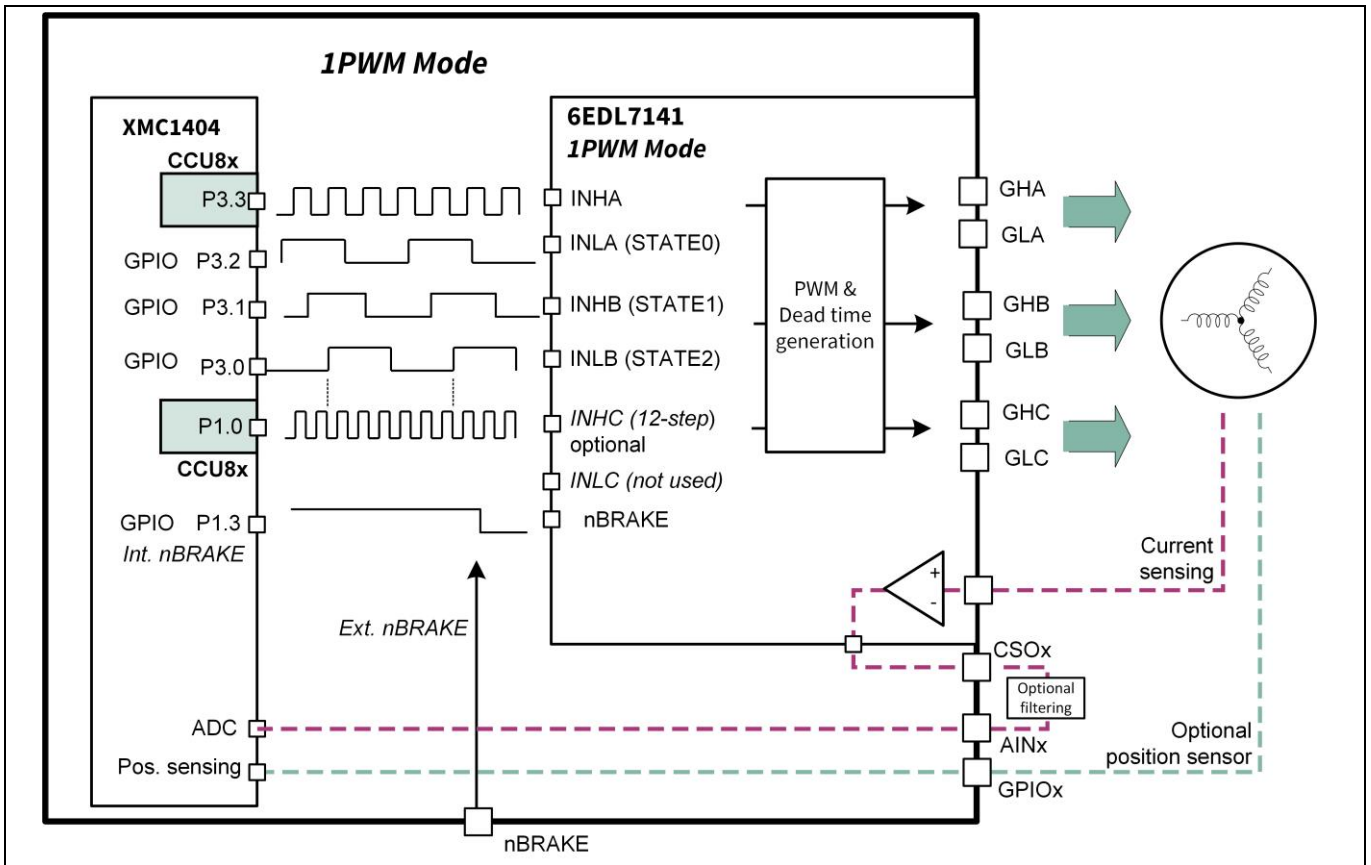 1PWM Mode
XMC1404
CCU8x
P3.3
GPIO P3.2
GPIO P3.1
GPIO P3.0
P1.0
CCU8x
GPIO P1.3
Int. nBRAKE
ADC
Pos. sensing
Ext. nBRAKE
nBRAKE
6EDL7141
1PWM Mode
INHA
INLA (STATE0)
INHB (STATE1)
INLB (STATE2)
INHC (12-step)
optional
INLC (not used)
nBRAKE
PWM &
Dead time
generation
+
-
GHA
GLA
GHB
GLB
GHC
GLC
Current
sensing
CSOx
Optional
filtering
AINx
Optional
position sensor
GPIOx